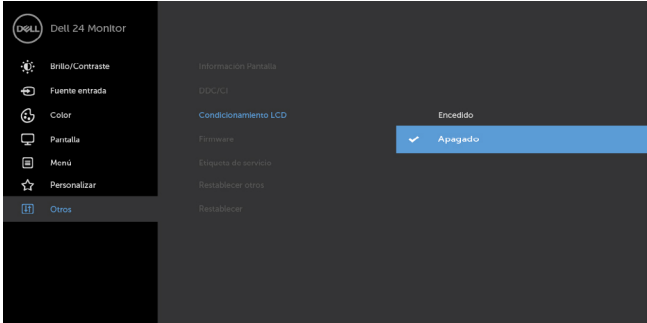 DELL
Dell 24 Monitor
Brillo/Contraste
Fuente entrada
Color
Pantalla
Menú
Personalizar
Otros
Información Pantalla
DDC/CI
Condicionamiento LCD
Firmware
Etiqueta de servicio
Restablecer otros
Restablecer
Encedido
Apagado